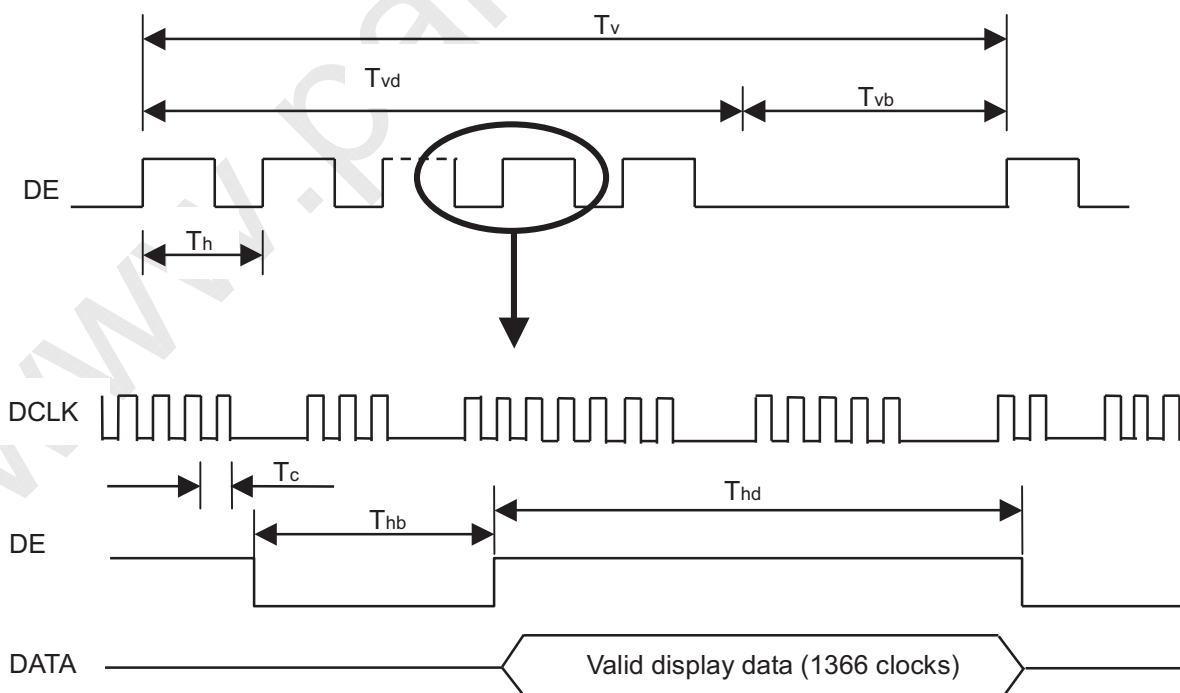 Tv
Tvd
Tvb
DE
Th
DCLK
Tc
Thd
Thb
DE
DATA
Valid display data (1366 clocks)